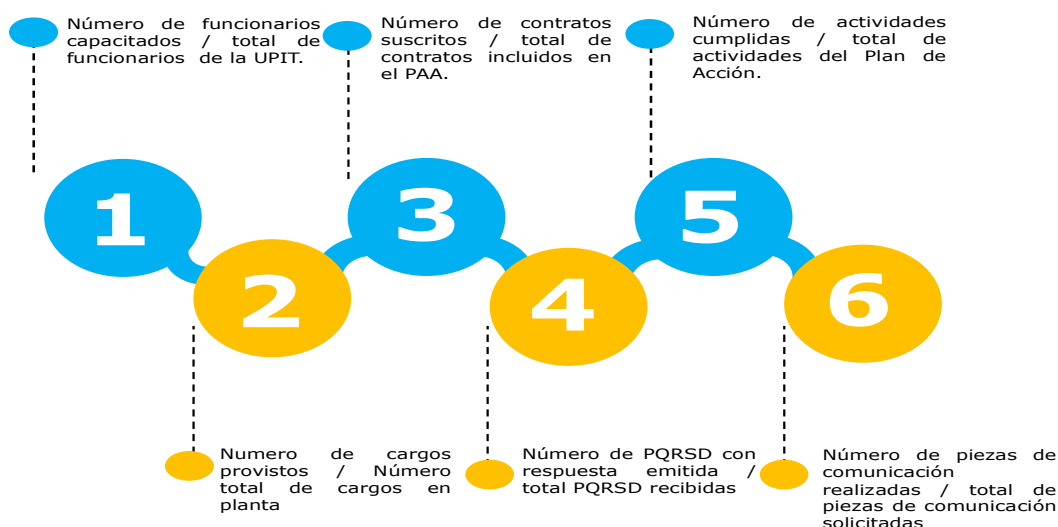 Número de funcionarios
capacitados / total de
funcionarios de la UPIT.
Número de contratos
suscritos / total de
contratos incluidos en
el PAA.
Número de actividades
cumplidas / total de
actividades del Plan de
Acción.
1
2
3
4
5
6
Numero de cargos
provistos / Número
total de cargos en
planta
Número de PQRSD con
respuesta emitida /
total PQRSD recibidas
Número de piezas de
comunicación
realizadas / total de
piezas de comunicación
solicitadas